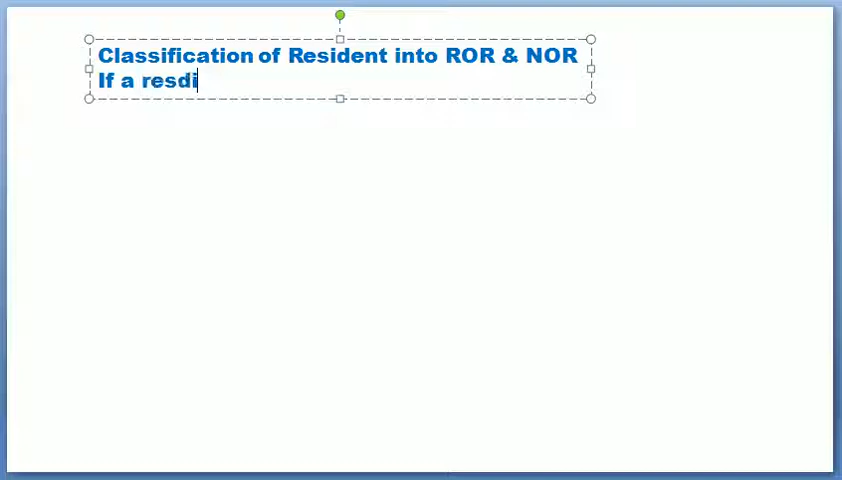 Classification of Resident into ROR & NOR
If a resdi